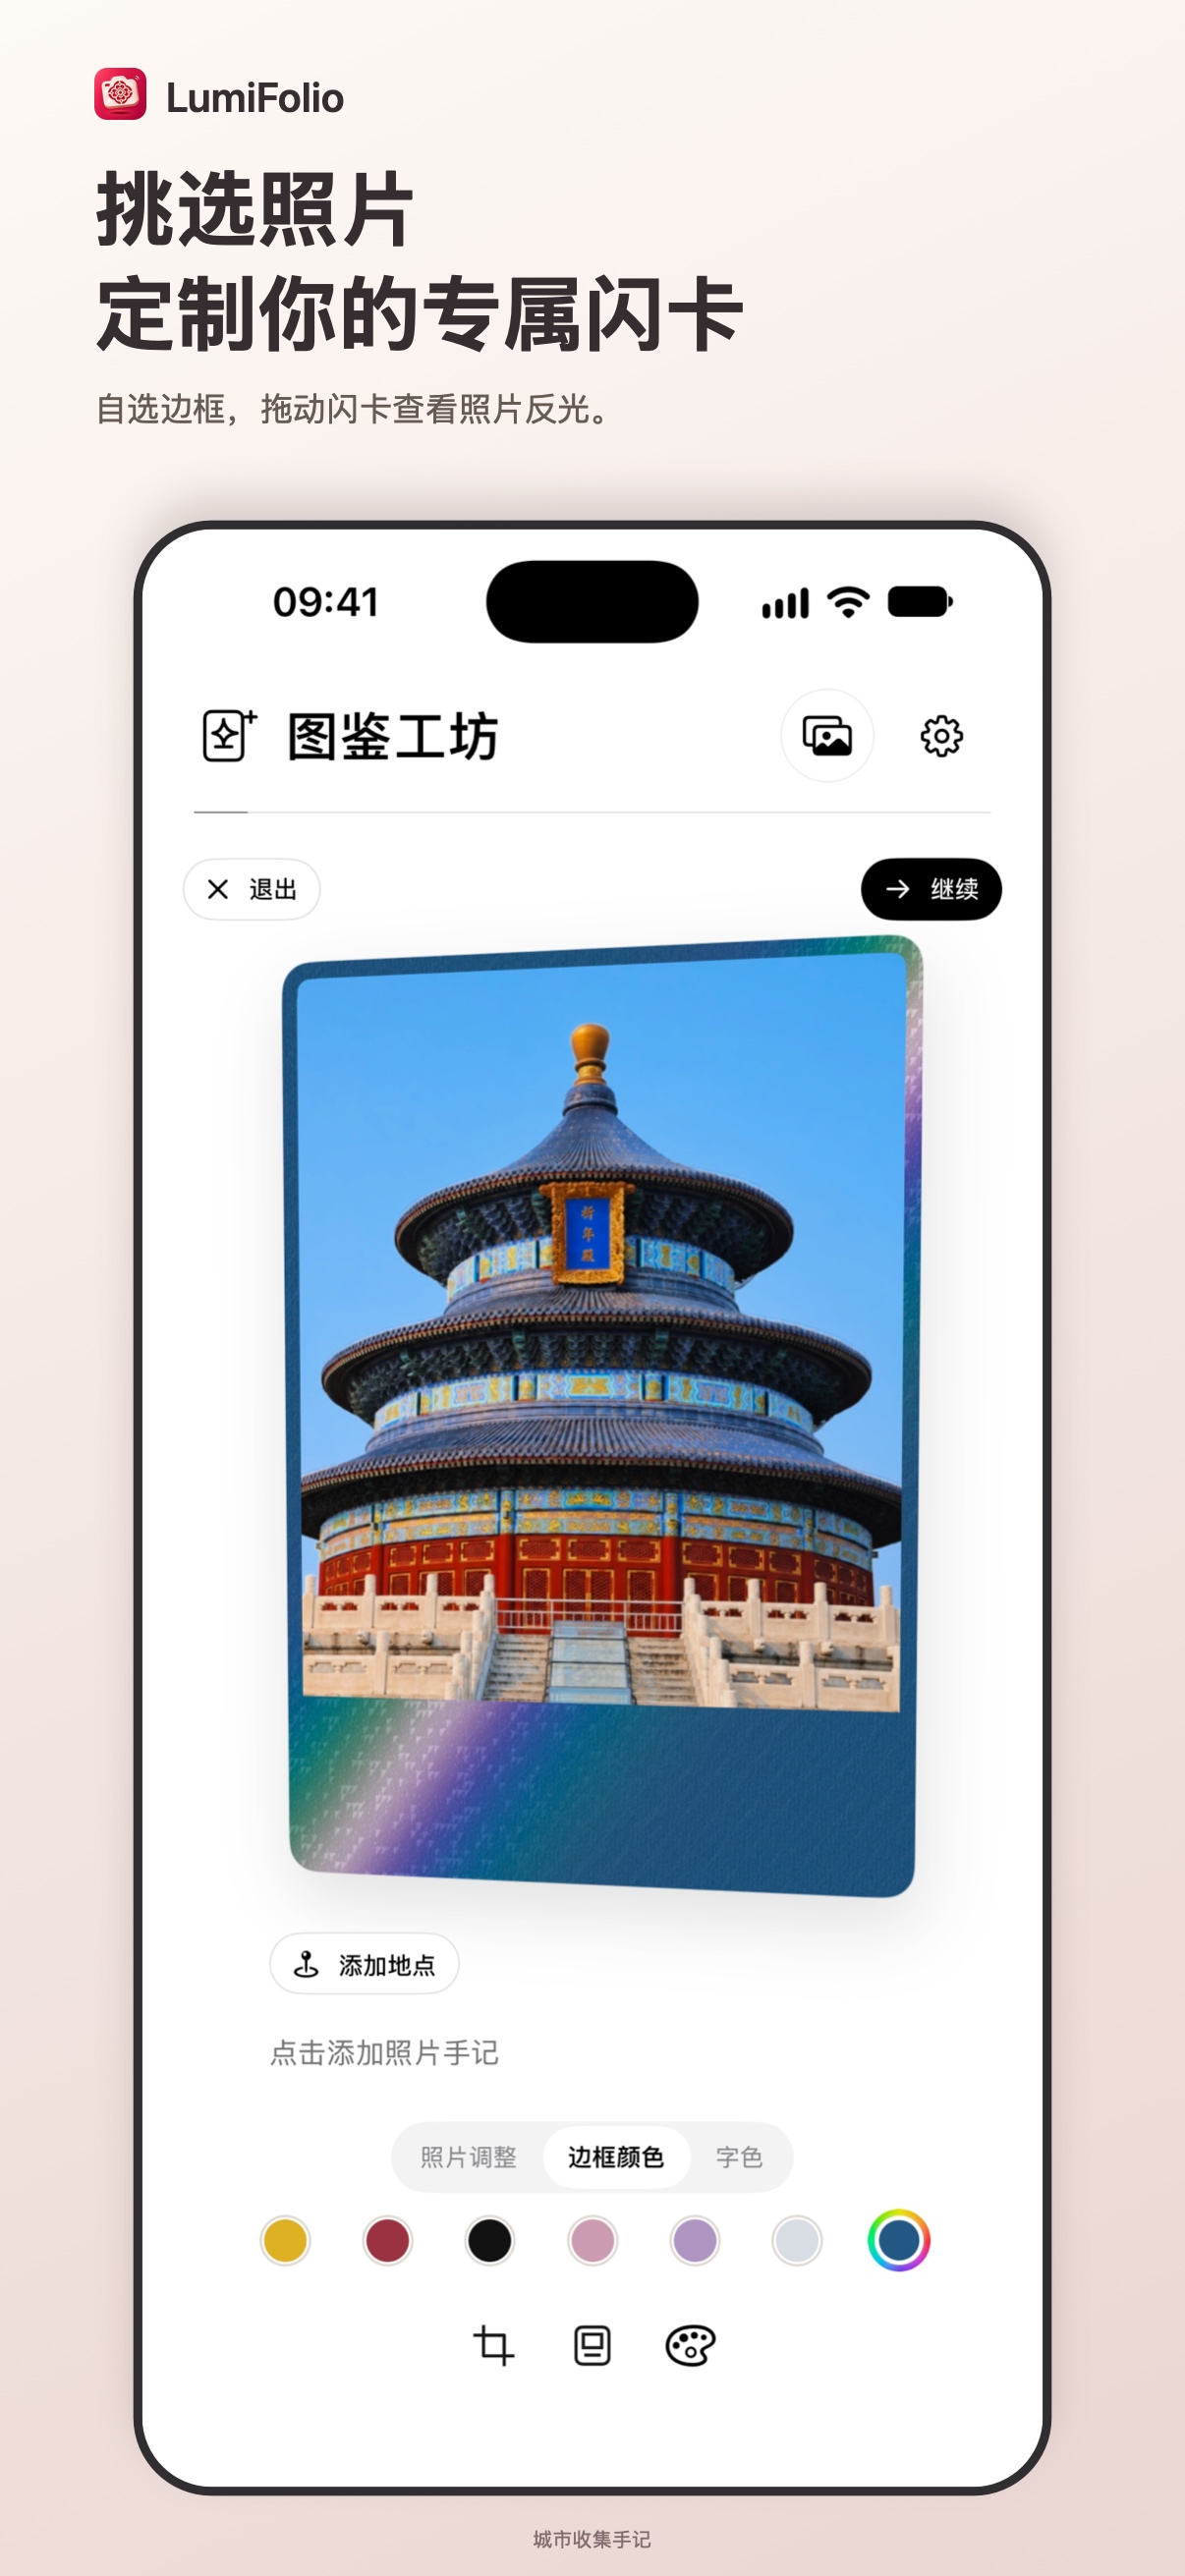 LumiFolio
挑选照片
定制你的专属闪卡
自选边框，拖动闪卡查看照片反光。
09:41
图鉴工坊
退出
继续
祈年殿
添加地点
点击添加照片手记
照片调整 边框颜色 字色
城市收集手记